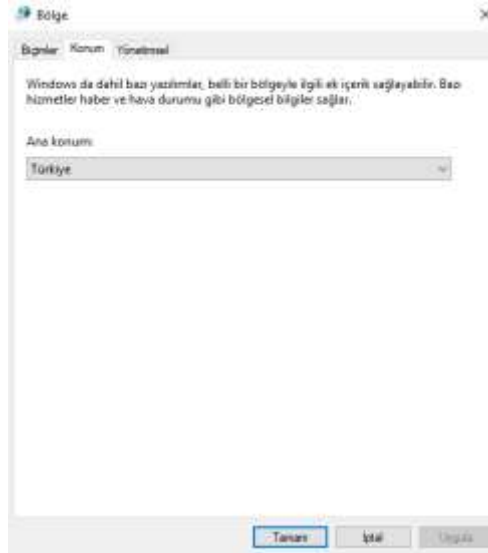 Bölge
Biçimler Konum Yönetimsel
Windows da dahil bazı yazılımlar, belli bir bölgeyle ilgili ek içerik sağlayabilir. Bazı
hizmetler haber ve hava durumu gibi bölgesel bilgiler sağlar.
Ana konum:
Türkiye
Tamam İptal Uygula